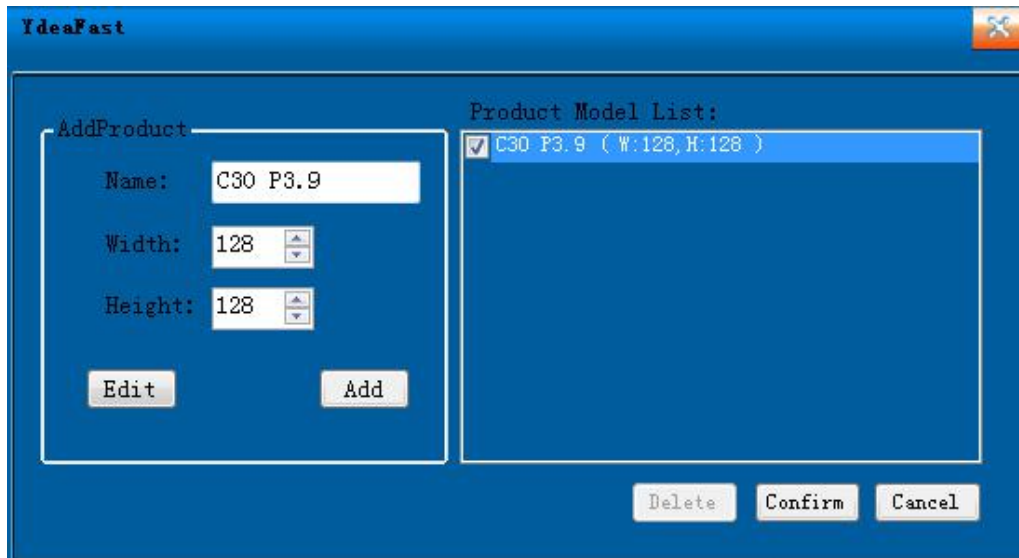 YdeaFast
AddProduct
Name: C30 P3.9
Width: 128
Height: 128
Edit Add
Product Model List:
C30 P3.9 ( W:128,H:128 )
Delete Confirm Cancel